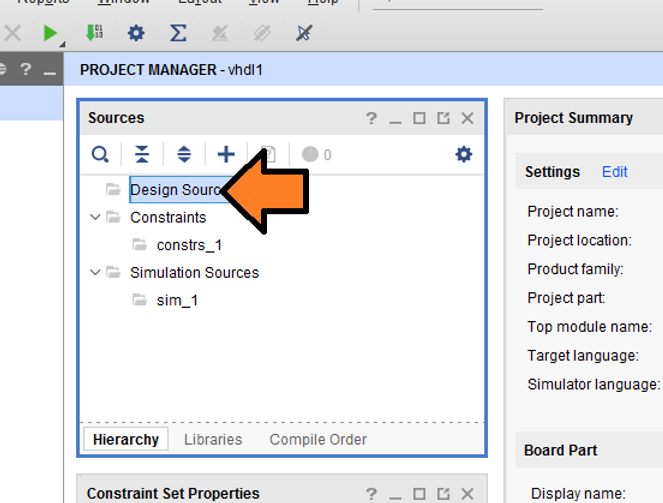 Reports Window Layout View Help
PROJECT MANAGER - vhdl1
Sources
0
Design Sourc
Constraints
constrs_1
Simulation Sources
sim_1
Hierarchy Libraries Compile Order
Constraint Set Properties
Project Summary
Settings Edit
Project name:
Project location:
Product family:
Project part:
Top module name:
Target language:
Simulator language:
Board Part
Display name: